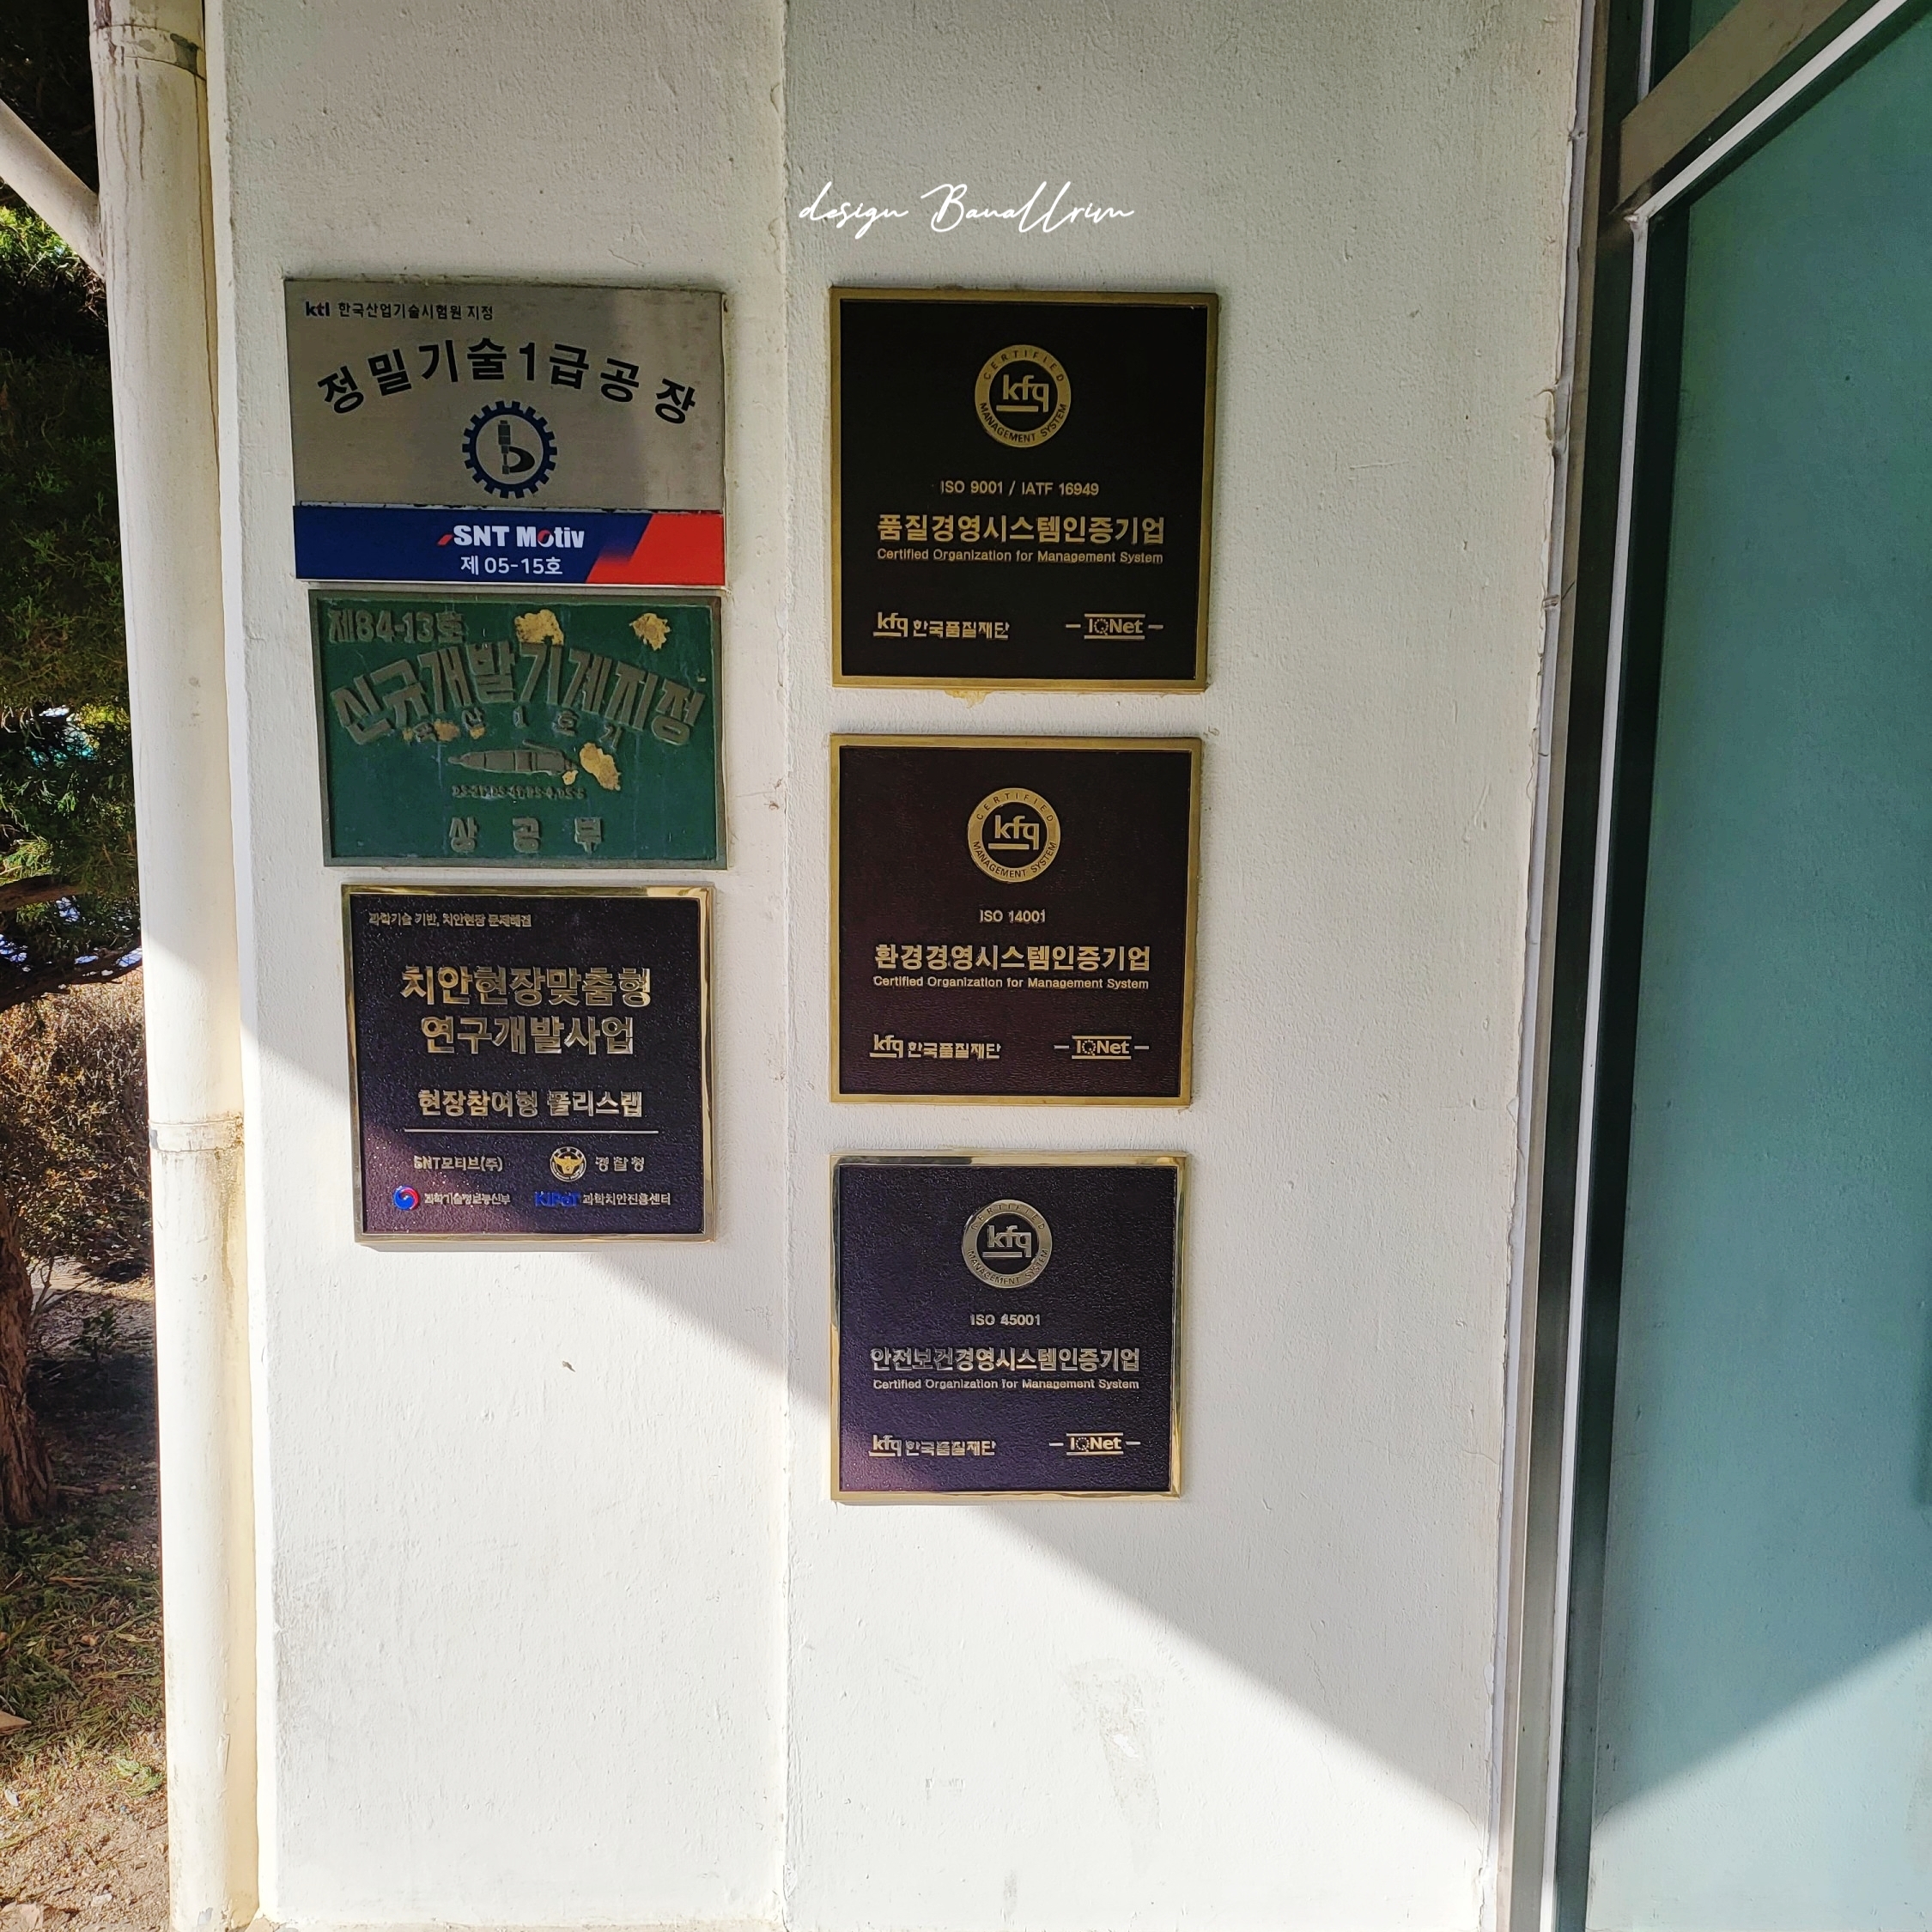 design Banallrim
ktl 한국산업기술시험원 지정
정밀기술1급공장
SNT Motiv
제 05-15호
제84-13호
신규개발기계지정
상공부
과학기술 기반, 치안현장 문제해결
치안현장맞춤형
연구개발사업
현장참여형 폴리스랩
SNT모티브(주) 경찰청
과학기술정보통신부 KIPoT 과학치안진흥센터
CERTIFIED
kfq
MANAGEMENT SYSTEM
ISO 9001 / IATF 16949
품질경영시스템인증기업
Certified Organization for Management System
kfq 한국품질재단 IQNet
CERTIFIED
kfq
MANAGEMENT SYSTEM
ISO 14001
환경경영시스템인증기업
Certified Organization for Management System
kfq 한국품질재단 IQNet
CERTIFIED
kfq
MANAGEMENT SYSTEM
ISO 45001
안전보건경영시스템인증기업
Certified Organization for Management System
kfq 한국품질재단 IQNet